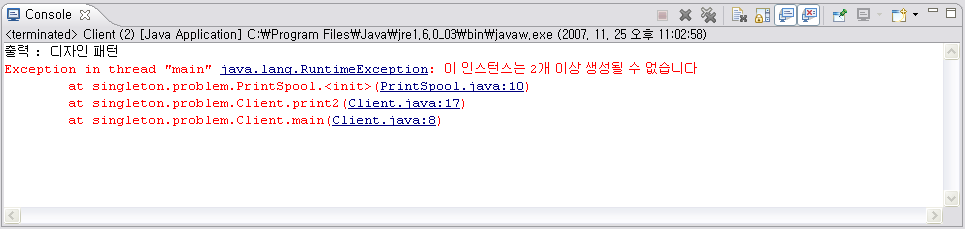 Console
<terminated> Client (2) [Java Application] C:₩Program Files₩Java₩jre1,6,0_03₩bin₩javaw,exe (2007, 11, 25 오후 11:02:58)
출력 : 디자인 패턴
Exception in thread "main" java.lang.RuntimeException: 이 인스턴스는 2개 이상 생성될 수 없습니다
at singleton.problem.PrintSpool.<init>(PrintSpool.java:10)
at singleton.problem.Client.print2(Client.java:17)
at singleton.problem.Client.main(Client.java:8)